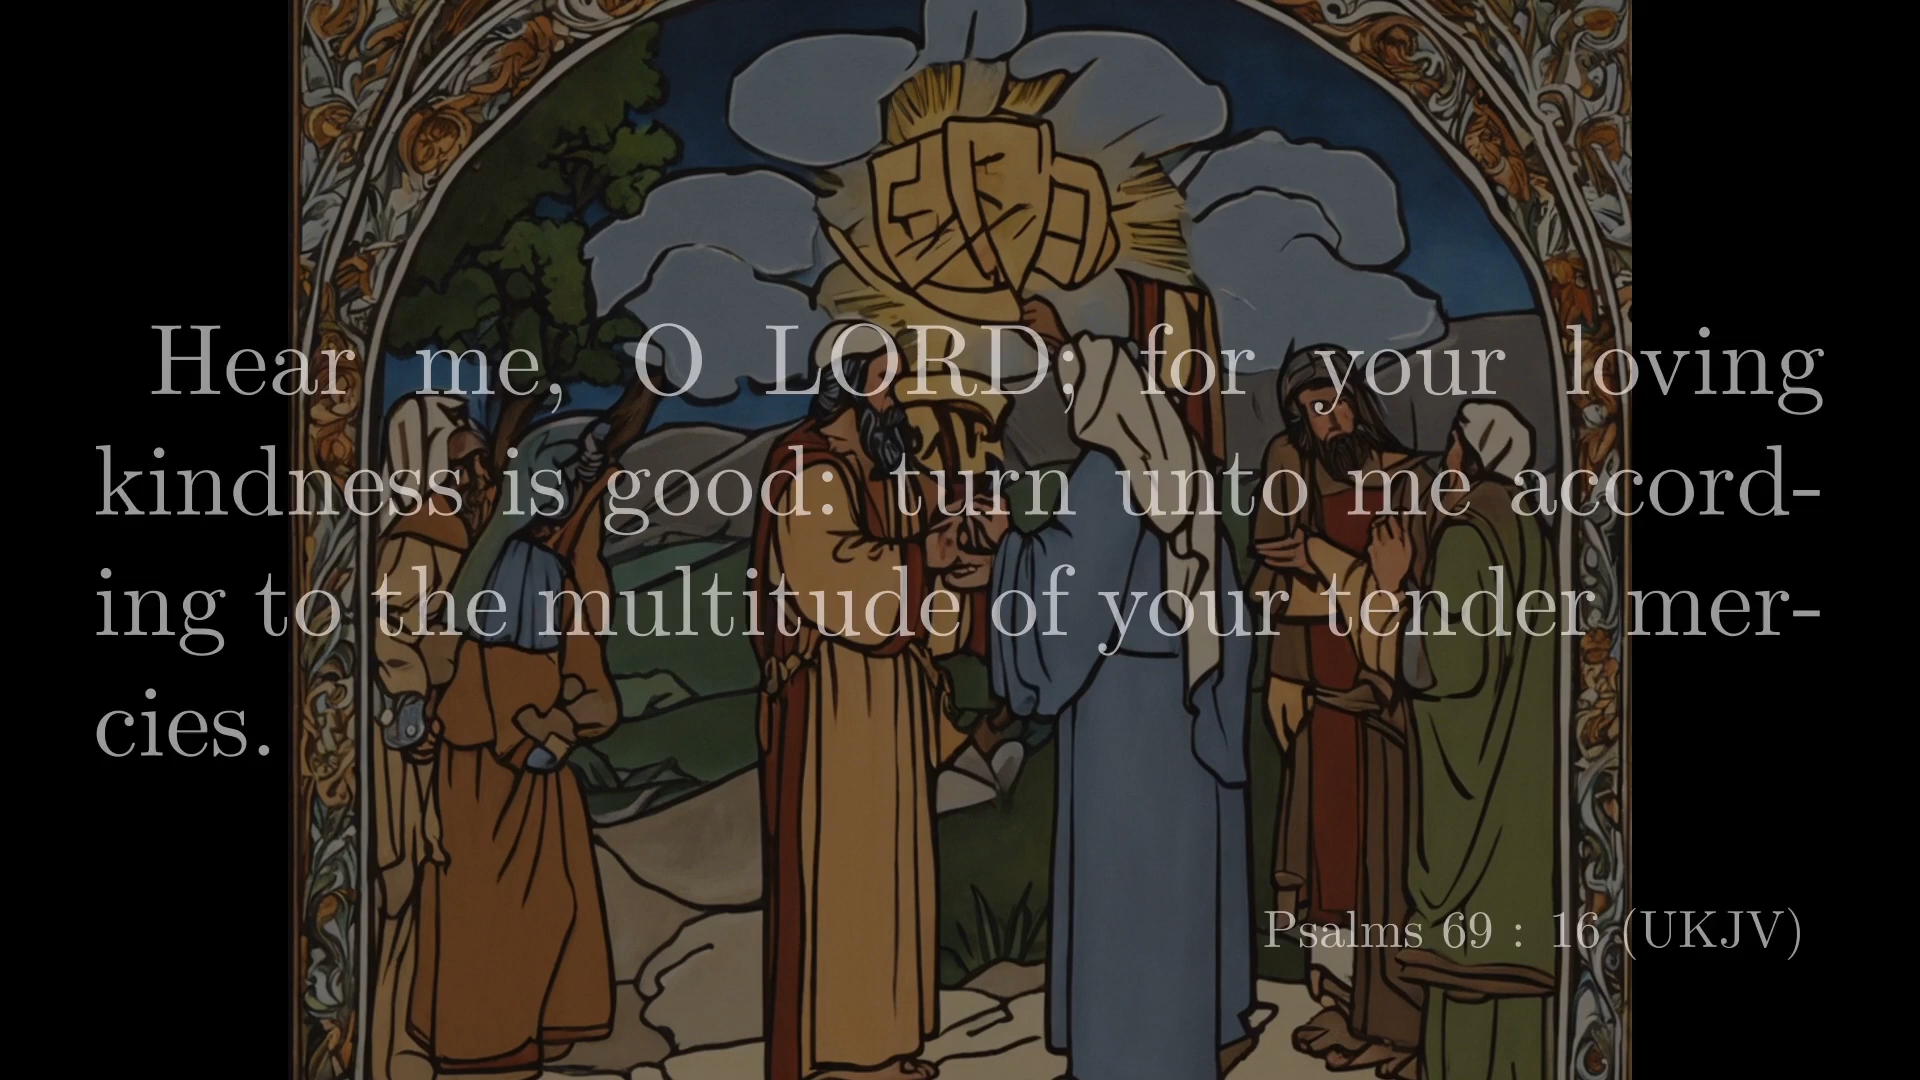 Hear me, O LORD; for your loving
kindness is good: turn unto me accord-
ing to the multitude of your tender mer-
cies.
Psalms 69 : 16 (UKJV)